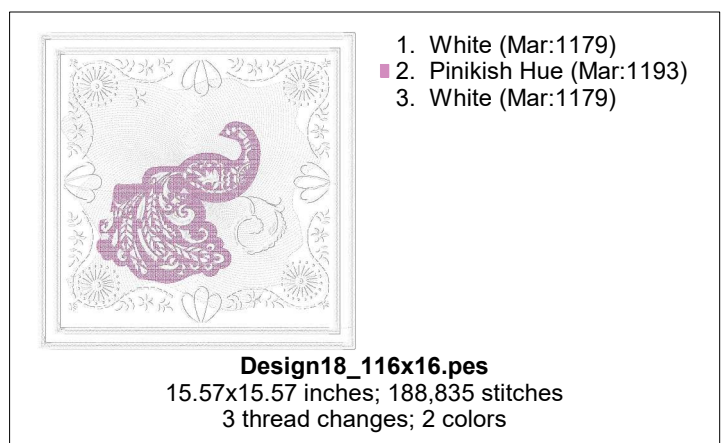 1. White (Mar:1179)
2. Pinikish Hue (Mar:1193)
3. White (Mar:1179)
Design18_116x16.pes
15.57x15.57 inches; 188,835 stitches
3 thread changes; 2 colors